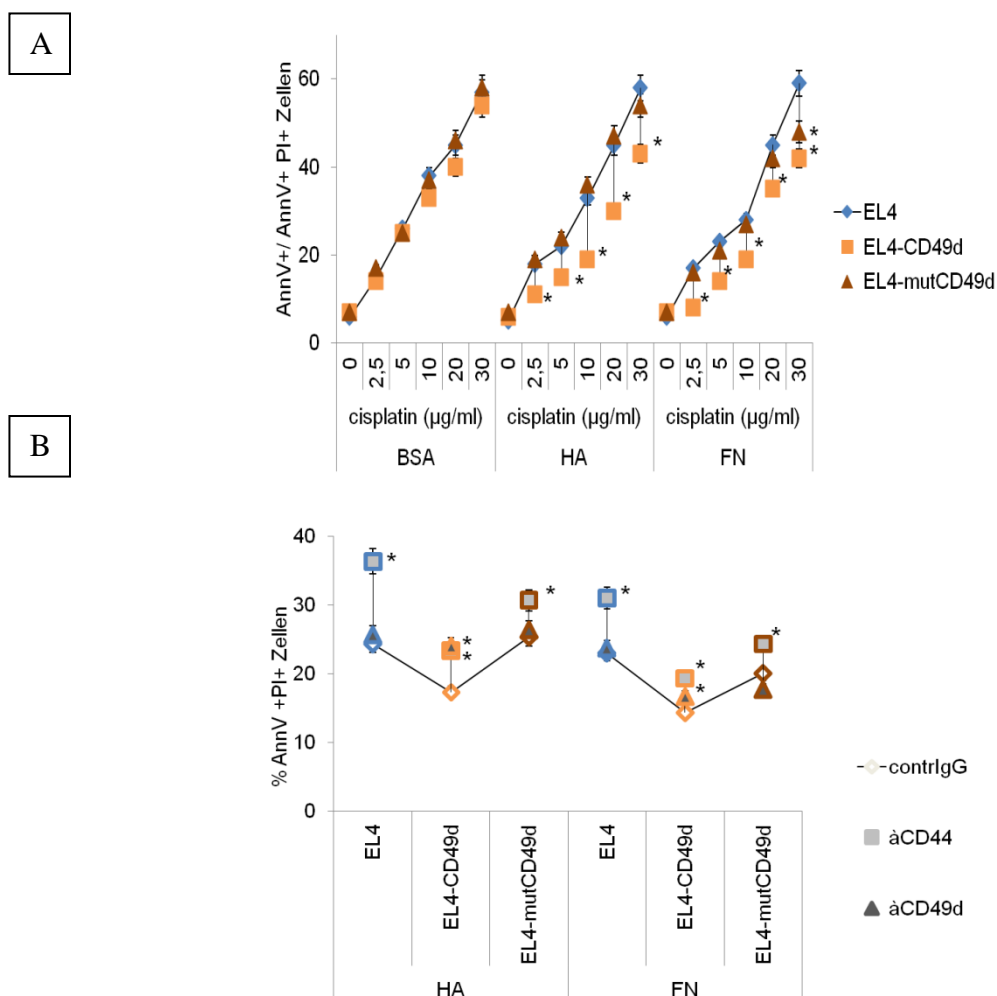 A
AnnV+/ AnnV+ PI+ Zellen
60
40
20
0
0 2,5 5 10 20 30 0 2,5 5 10 20 30 0 2,5 5 10 20 30
cisplatin (µg/ml) cisplatin (µg/ml) cisplatin (µg/ml)
BSA HA FN
* * * * * * * * * * *
EL4
EL4-CD49d
EL4-mutCD49d
B
% AnnV +PI+ Zellen
40
30
20
10
0
* * * * * * * *
EL4 EL4-CD49d EL4-mutCD49d EL4 EL4-CD49d EL4-mutCD49d
HA FN
contrIgG
àCD44
àCD49d